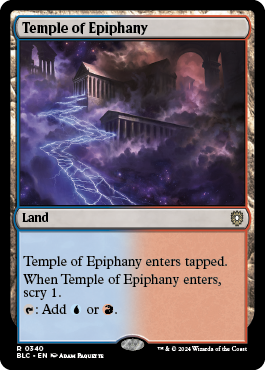 Temple of Epiphany
Land
Temple of Epiphany enters tapped.
When Temple of Epiphany enters,
scry 1.
: Add or .
R 0340
BLC • EN Adam Paquette
™ & © 2024 Wizards of the Coast